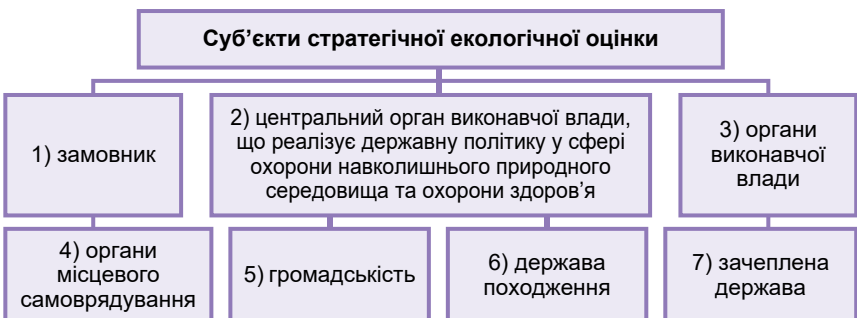 Суб’єкти стратегічної екологічної оцінки
1) замовник
2) центральний орган виконавчої влади,
що реалізує державну політику у сфері
охорони навколишнього природного
середовища та охорони здоров’я
3) органи
виконавчої
влади
4) органи
місцевого
самоврядування
5) громадськість
6) держава
походження
7) зачеплена
держава